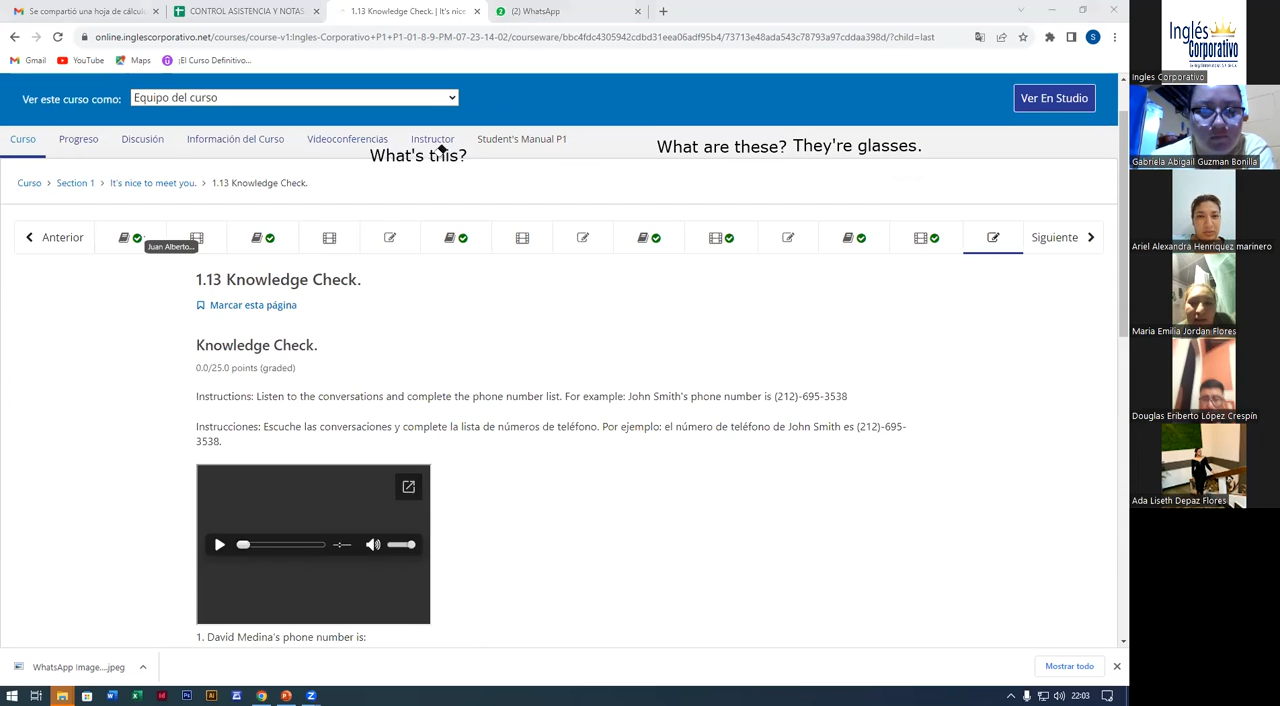 Se compartió una hoja de cálcul
CONTROL ASISTENCIA Y NOTAS
1.13 Knowledge Check. | It's nice
(2) WhatsApp
online.inglescorporativo.net/courses/course-v1:Ingles-Corporativo+P1+P1-01-8-9-PM-07-23-14-02/courseware/bbc4fdc4305942cdbd31eea06adf95b4/73713e48ada543c78793a97cddaa398d/?child=last
S
Gmail
YouTube
Maps
¡El Curso Definitivo...
Ver este curso como:
Equipo del curso
Ver En Studio
Curso
Progreso
Discusión
Información del Curso
Videoconferencias
Instructor
Student's Manual P1
What's this?
What are these? They're glasses.
Curso > Section 1 > It's nice to meet you. > 1.13 Knowledge Check.
Anterior
Juan Alberto...
Siguiente
1.13 Knowledge Check.
Marcar esta página
Knowledge Check.
0.0/25.0 points (graded)
Instructions: Listen to the conversations and complete the phone number list. For example: John Smith's phone number is (212)-695-3538
Instrucciones: Escuche las conversaciones y complete la lista de números de teléfono. Por ejemplo: el número de teléfono de John Smith es (212)-695-
3538.
-:--
1. David Medina's phone number is:
WhatsApp Image....jpeg
Mostrar todo
22:03
Inglés
Corporativo
Ingles Corporativo
Gabriela Abigail Guzman Bonilla
Ariel Alexandra Henriquez marinero
Maria Emilia Jordan Flores
Douglas Eriberto López Crespín
Ada Liseth Depaz Flores